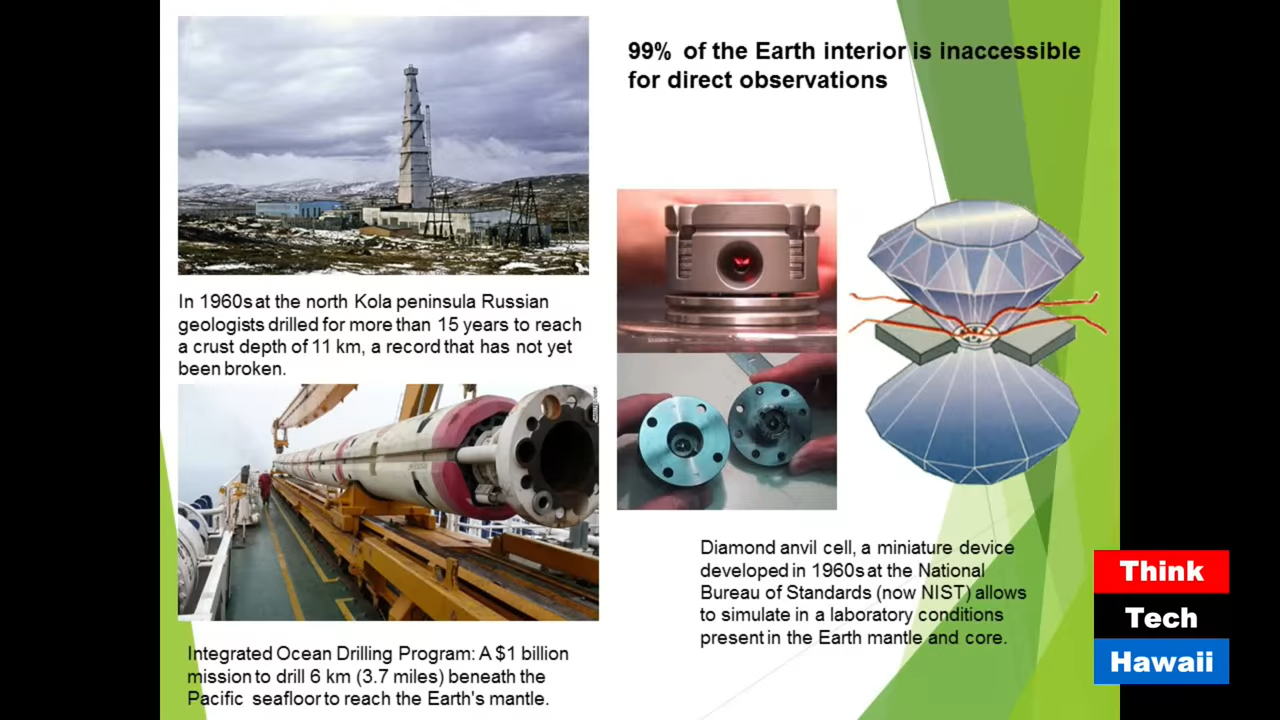 99% of the Earth interior is inaccessible
for direct observations
In 1960s at the north Kola peninsula Russian
geologists drilled for more than 15 years to reach
a crust depth of 11 km, a record that has not yet
been broken.
Integrated Ocean Drilling Program: A $1 billion
mission to drill 6 km (3.7 miles) beneath the
Pacific seafloor to reach the Earth's mantle.
Diamond anvil cell, a miniature device
developed in 1960s at the National
Bureau of Standards (now NIST) allows
to simulate in a laboratory conditions
present in the Earth mantle and core.
Think
Tech
Hawaii